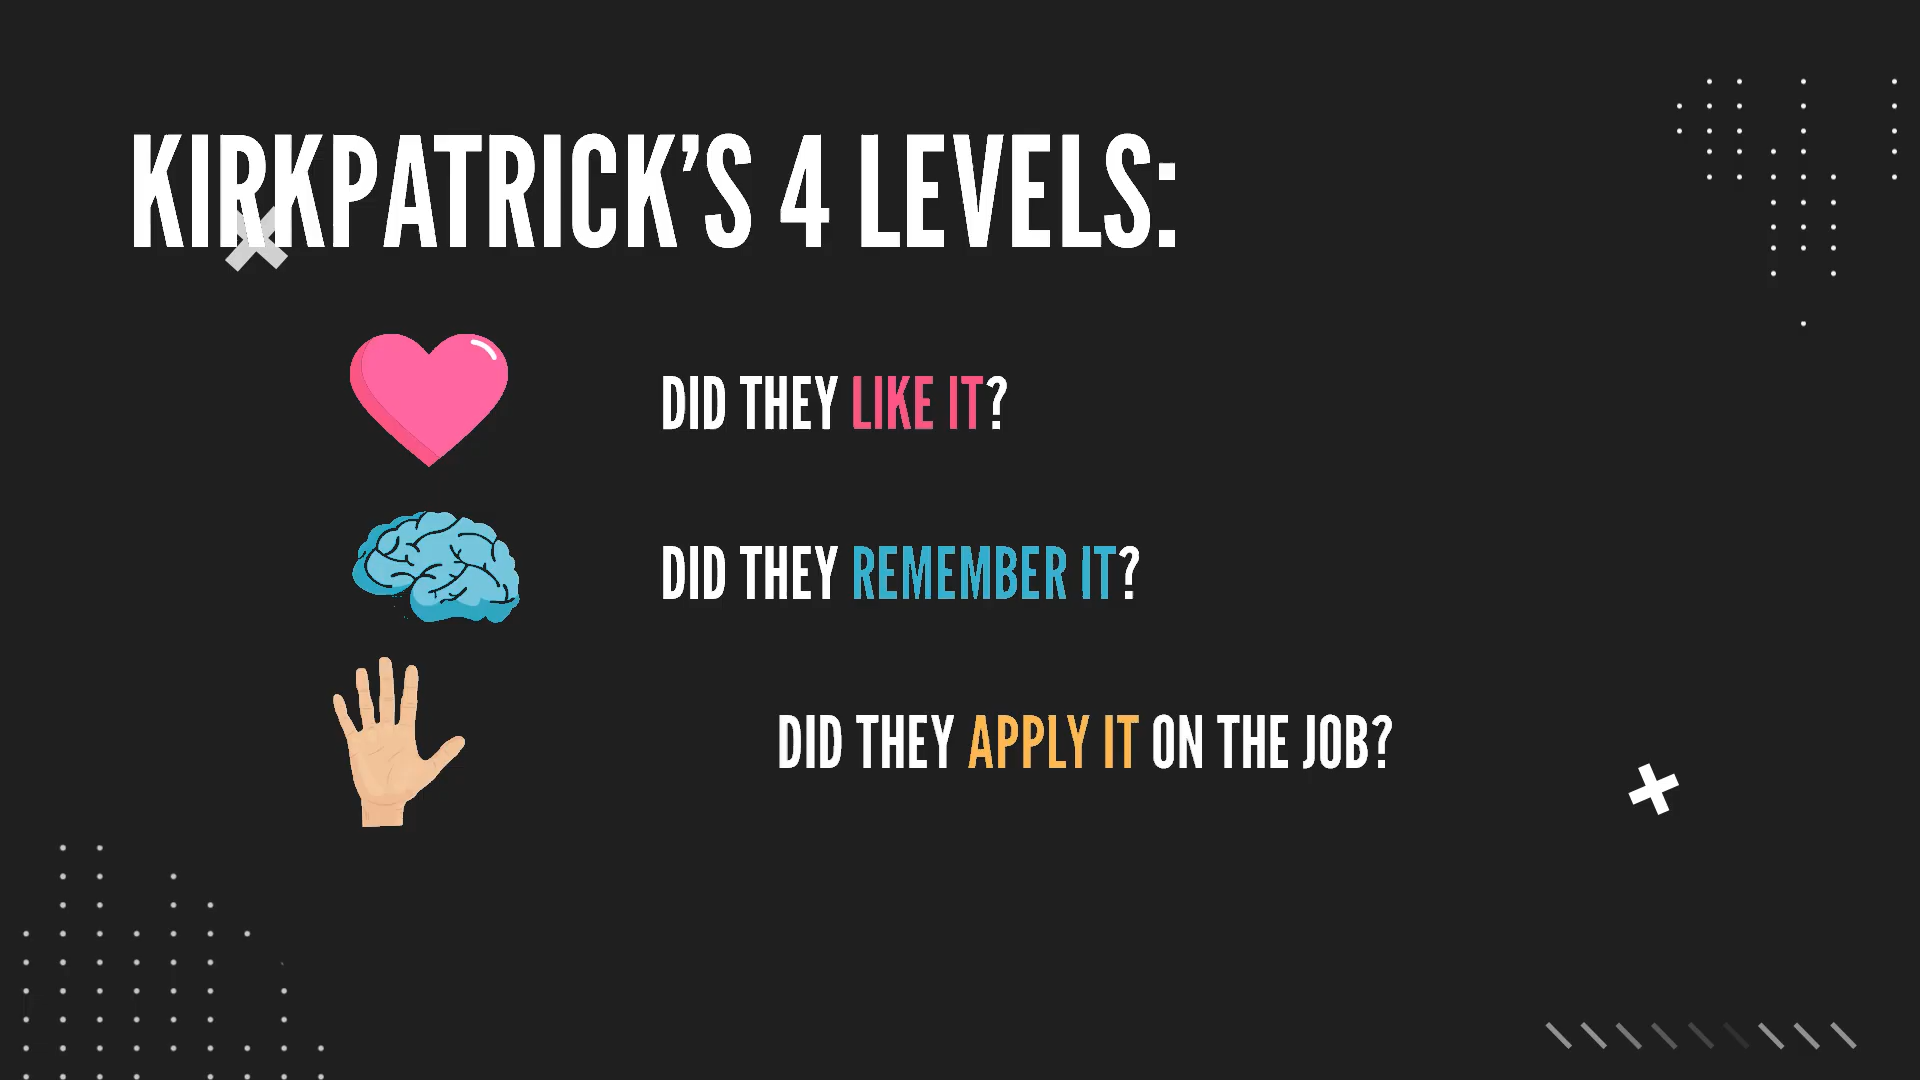 KIRKPATRICK’S 4 LEVELS:
DID THEY LIKE IT?
DID THEY REMEMBER IT?
DID THEY APPLY IT ON THE JOB?